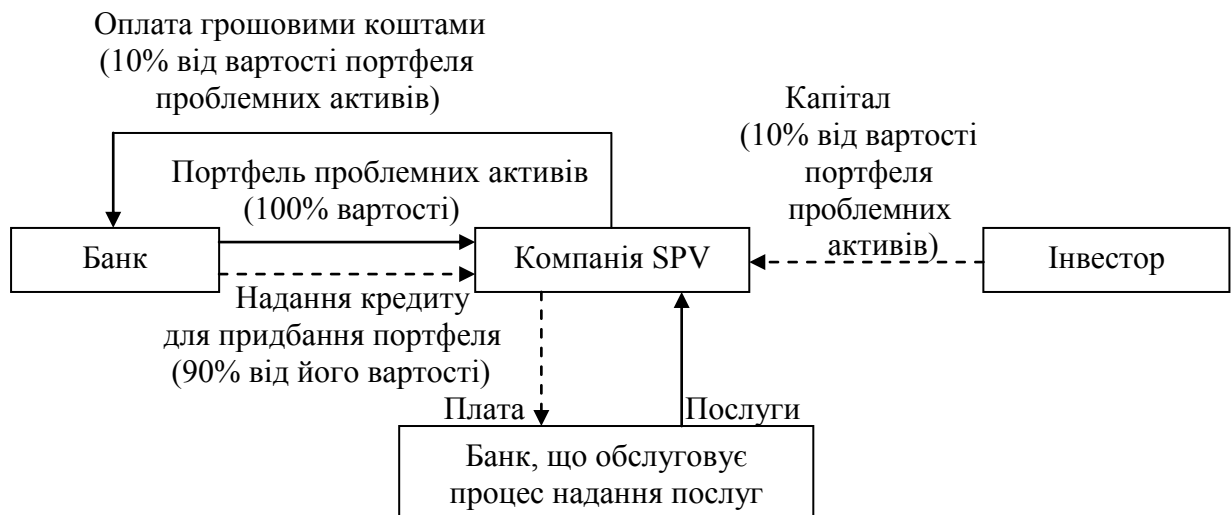 Оплата грошовими коштами
(10% від вартості портфеля
проблемних активів)
Капітал
(10% від вартості
портфеля
проблемних
активів)
Портфель проблемних активів
(100% вартості)
Банк
Компанія SPV
Інвестор
Надання кредиту
для придбання портфеля
(90% від його вартості)
Плата
Послуги
Банк, що обслуговує
процес надання послуг